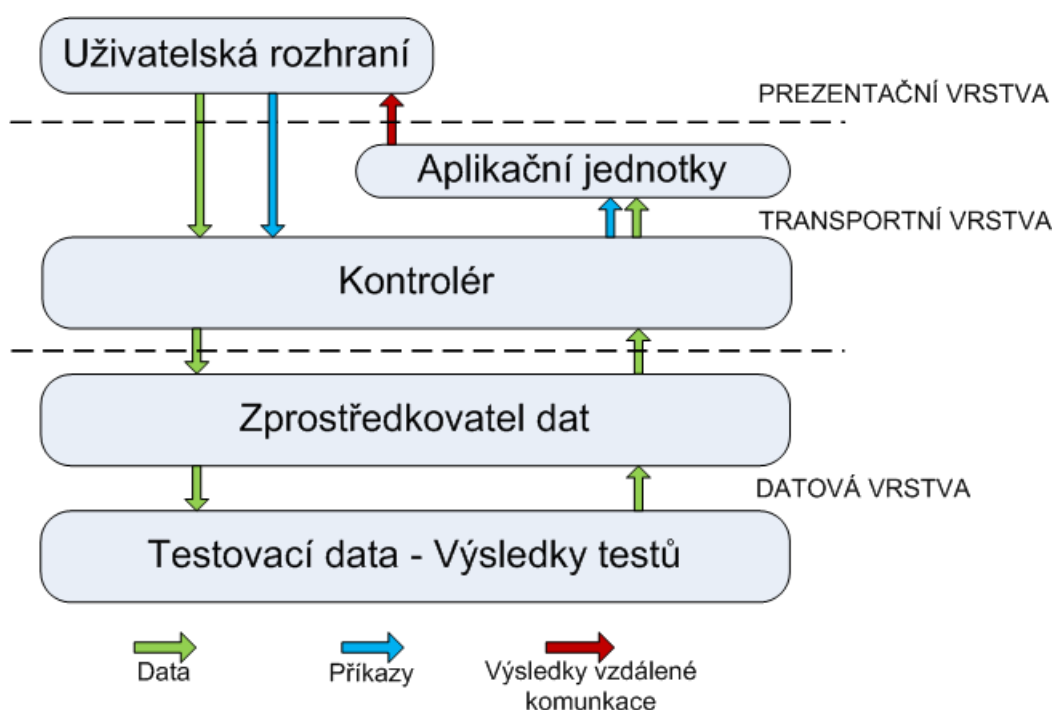 Uživatelská rozhraní
PREZENTAČNÍ VRSTVA
Aplikační jednotky
TRANSPORTNÍ VRSTVA
Kontrolér
Zprostředkovatel dat
DATOVÁ VRSTVA
Testovací data - Výsledky testů
Data
Příkazy
Výsledky vzdálené
komunkace